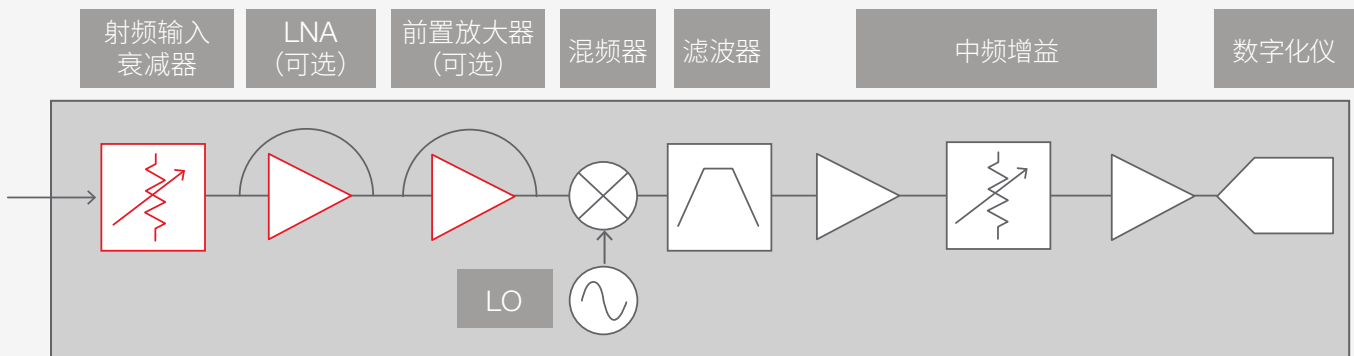 射频输入
衰减器
LNA
（可选）
前置放大器
（可选）
混频器
滤波器
中频增益
数字化仪
LO